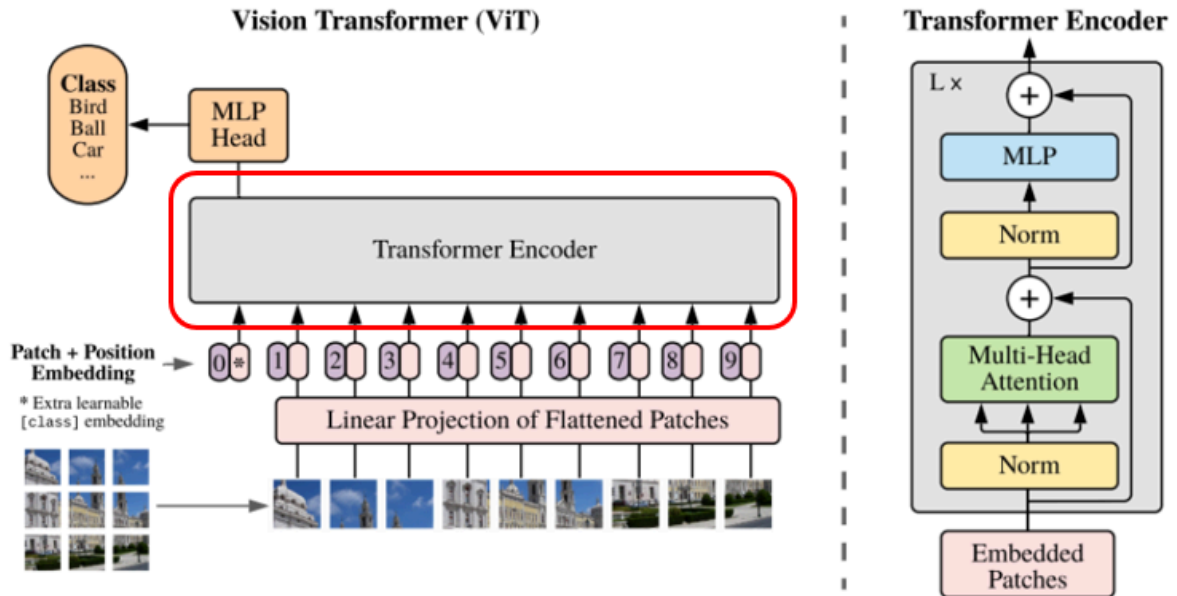 Vision Transformer (ViT)
Class
Bird
Ball
Car
...
MLP
Head
Transformer Encoder
Patch + Position
Embedding
0 * 1 2 3 4 5 6 7 8 9
* Extra learnable
[class] embedding
Linear Projection of Flattened Patches
Transformer Encoder
L ×
+
MLP
Norm
+
Multi-Head
Attention
Norm
Embedded
Patches